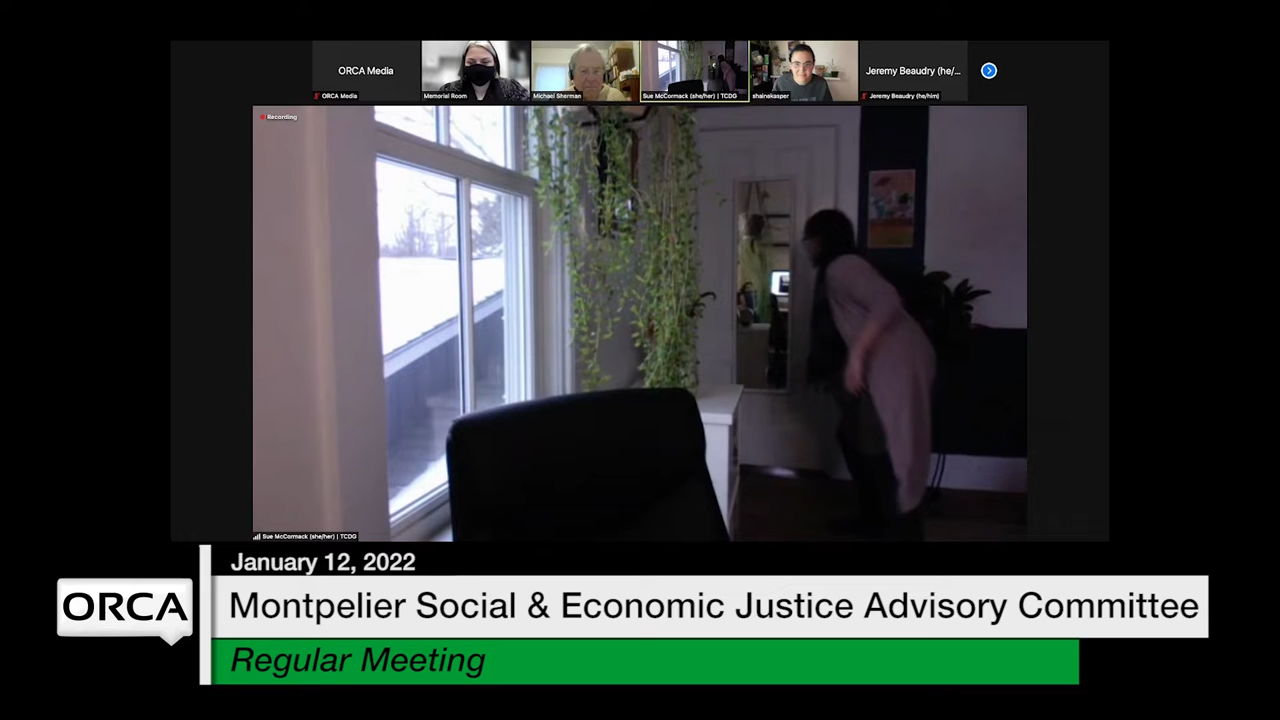 ORCA Media
Jeremy Beaudry (he/...
ORCA Media
Memorial Room
Michael Sherman
Sue McCormack (she/her) | TCDG
shainakasper
Jeremy Beaudry (he/him)
Recording
Sue McCormack (she/her) | TCDG
January 12, 2022
ORCA
Montpelier Social & Economic Justice Advisory Committee
Regular Meeting